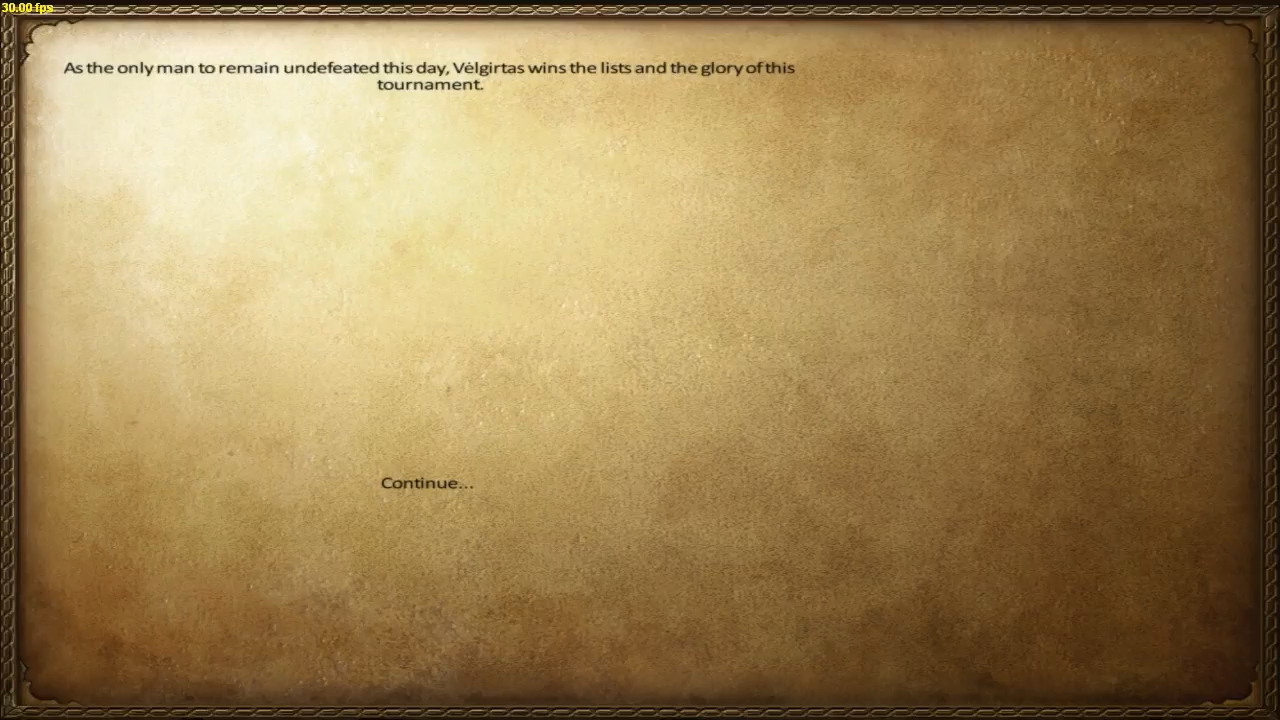 30.00 fps
As the only man to remain undefeated this day, Vėlgirtas wins the lists and the glory of this
tournament.
Continue...